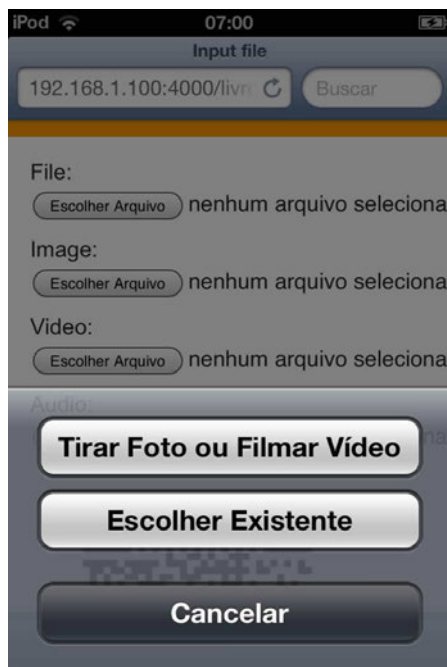 iPod 07:00
Input file
192.168.1.100:4000/livr Buscar
File:
Escolher Arquivo nenhum arquivo seleciona
Image:
Escolher Arquivo nenhum arquivo seleciona
Video:
Escolher Arquivo nenhum arquivo seleciona
Audio:
Tirar Foto ou Filmar Vídeo
Escolher Existente
Cancelar